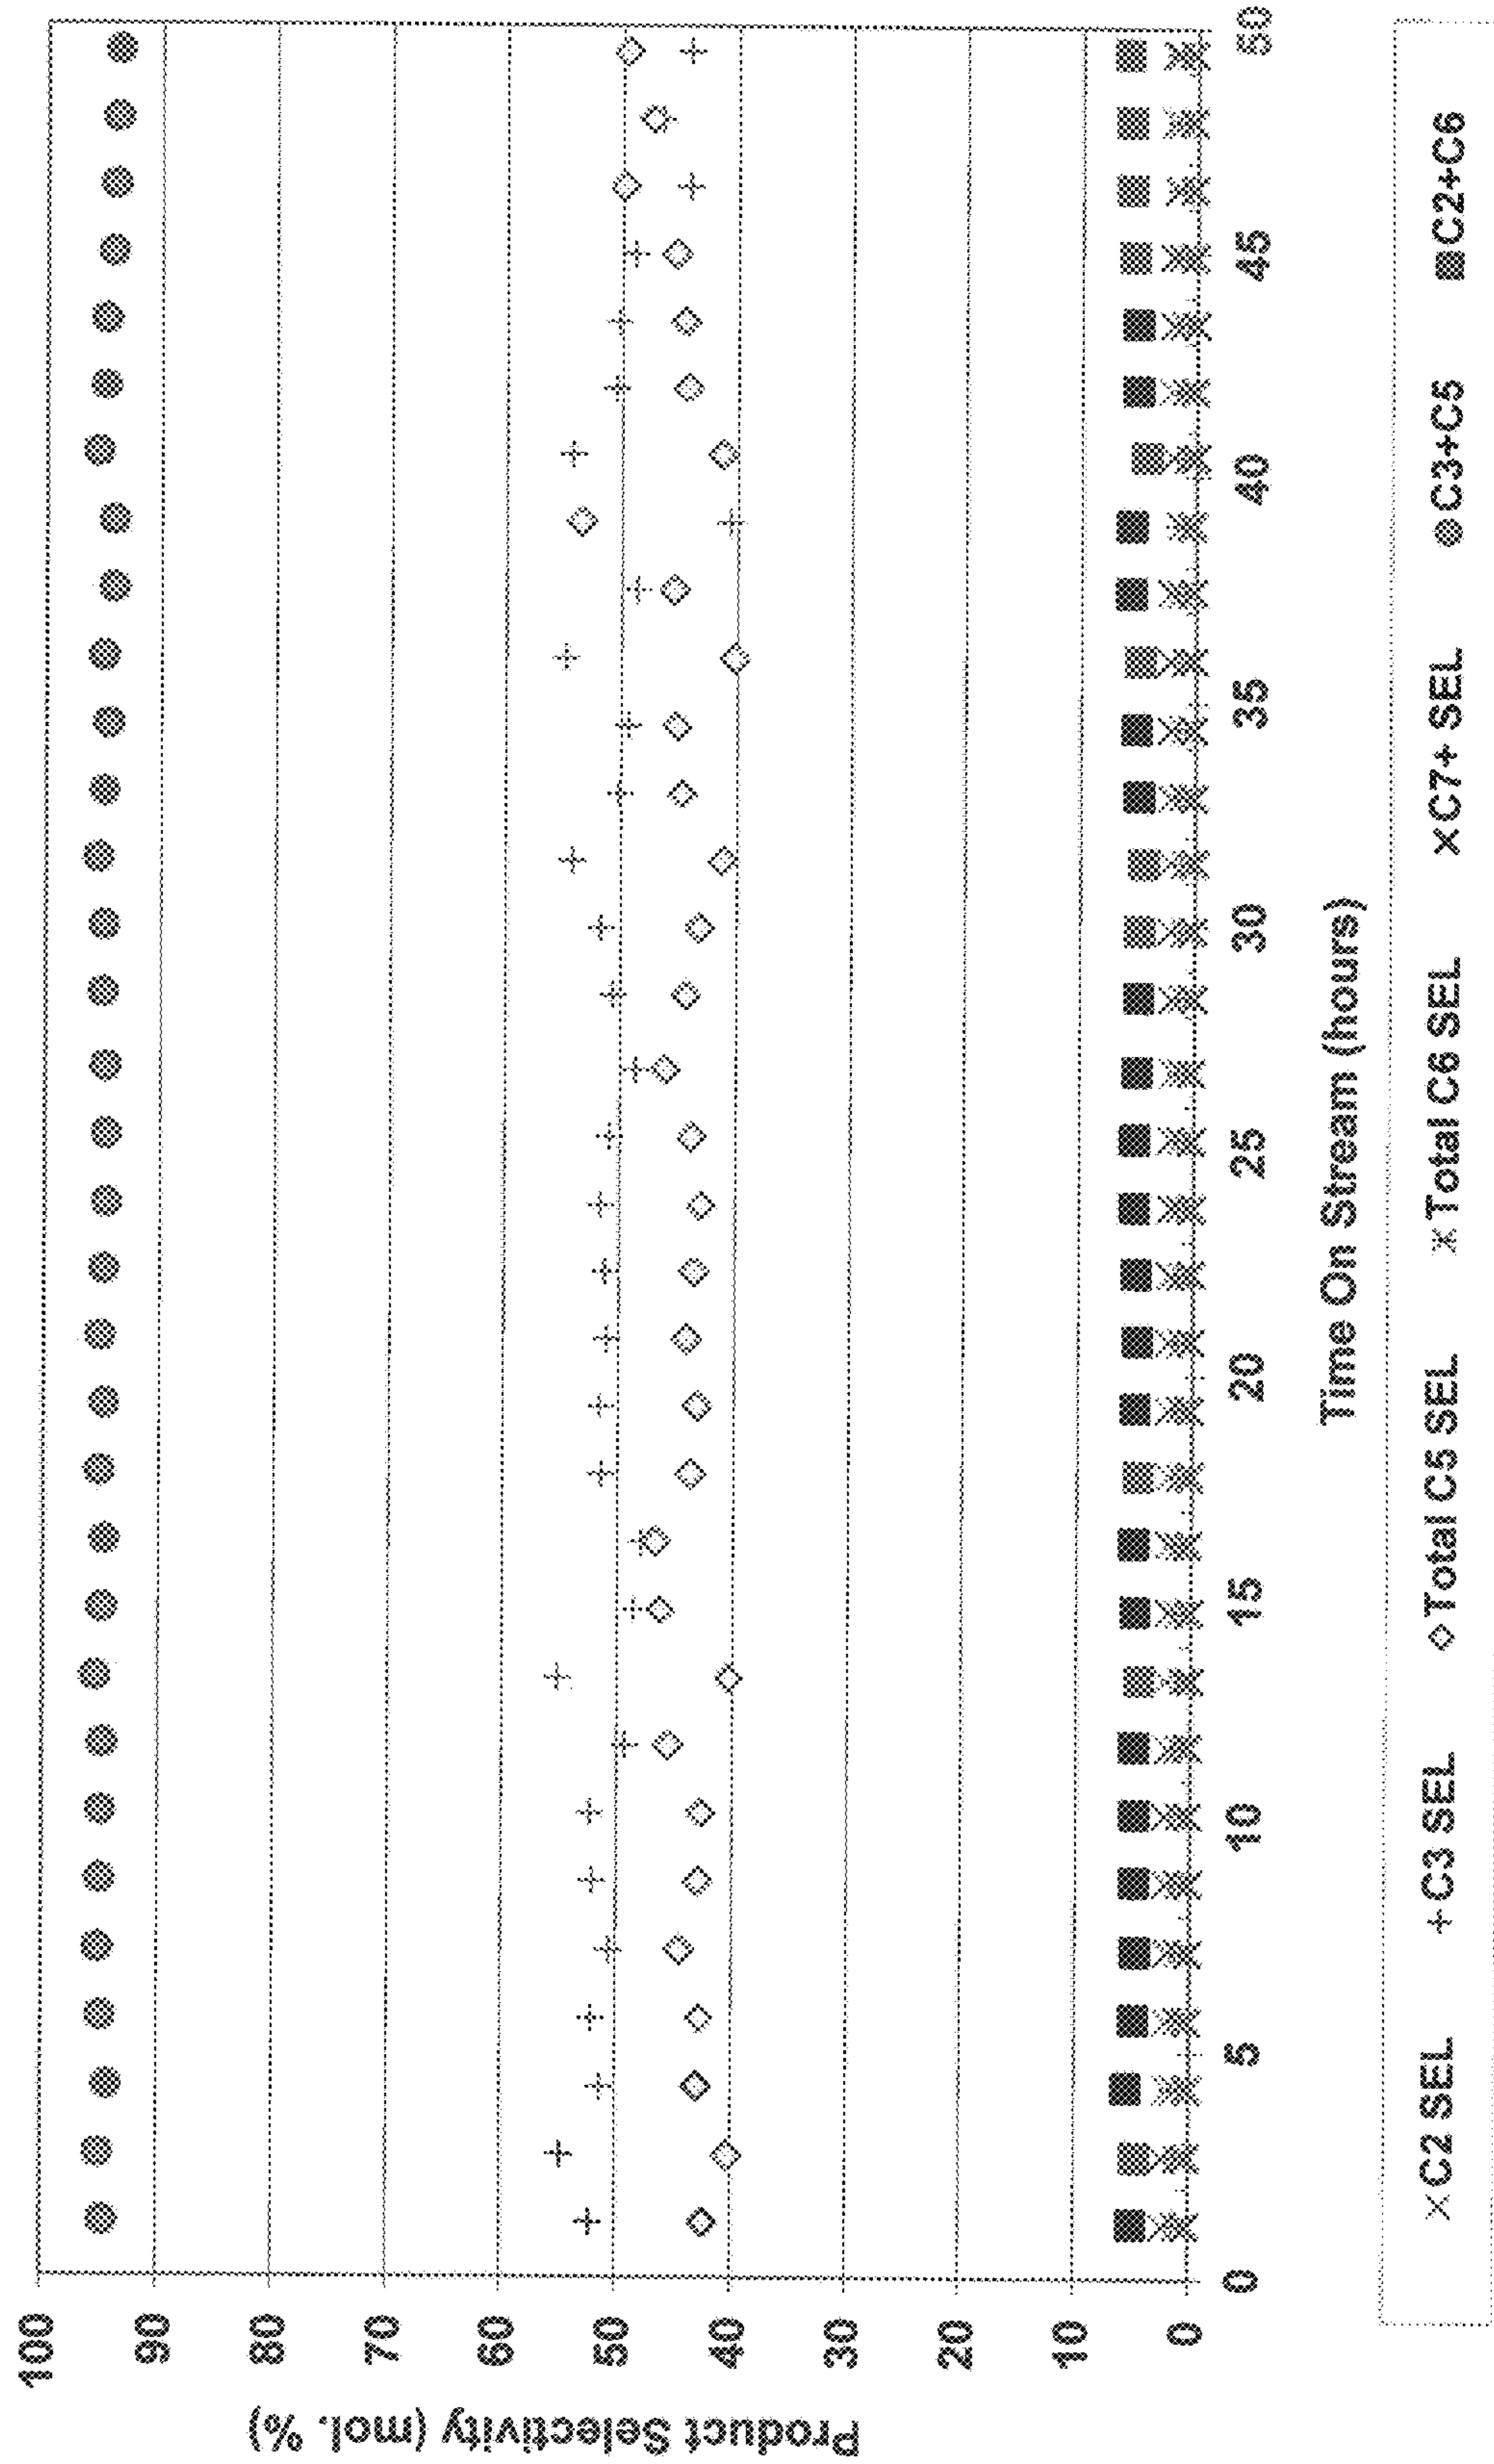 Product Selectivity (mol. %)
100
90
80
70
60
50
40
30
20
10
0
0 5 10 15 20 25 30 35 40 45 50
Time On Stream (hours)
×C2 SEL +C3 SEL ◇Total C5 SEL ×Total C6 SEL ×C7+ SEL ●C3+C5 ■C2+C6